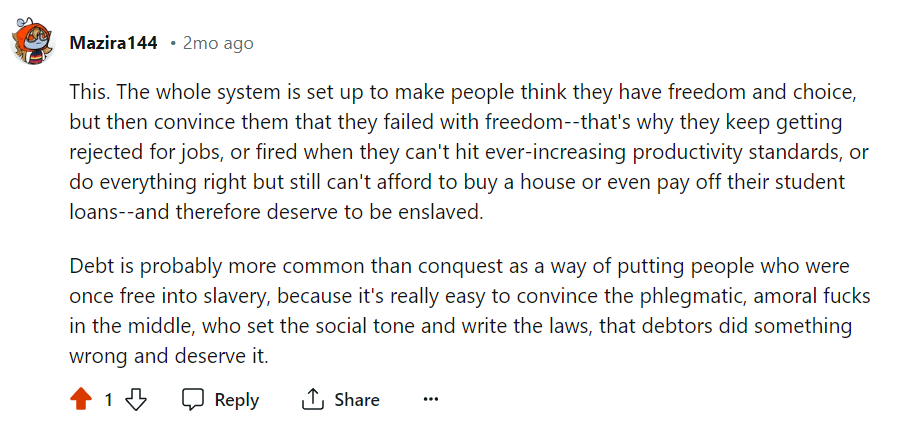 Mazira144 • 2mo ago
This. The whole system is set up to make people think they have freedom and choice,
but then convince them that they failed with freedom--that's why they keep getting
rejected for jobs, or fired when they can't hit ever-increasing productivity standards, or
do everything right but still can't afford to buy a house or even pay off their student
loans--and therefore deserve to be enslaved.
Debt is probably more common than conquest as a way of putting people who were
once free into slavery, because it's really easy to convince the phlegmatic, amoral fucks
in the middle, who set the social tone and write the laws, that debtors did something
wrong and deserve it.
1 Reply Share ...